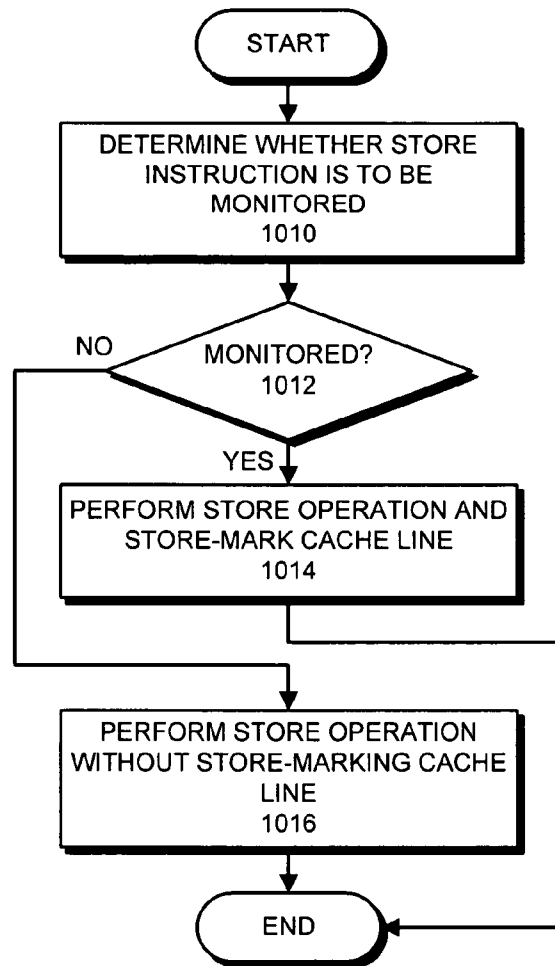 START
DETERMINE WHETHER STORE
INSTRUCTION IS TO BE
MONITORED
1010
NO
MONITORED?
1012
YES
PERFORM STORE OPERATION AND
STORE-MARK CACHE LINE
1014
PERFORM STORE OPERATION
WITHOUT STORE-MARKING CACHE
LINE
1016
END